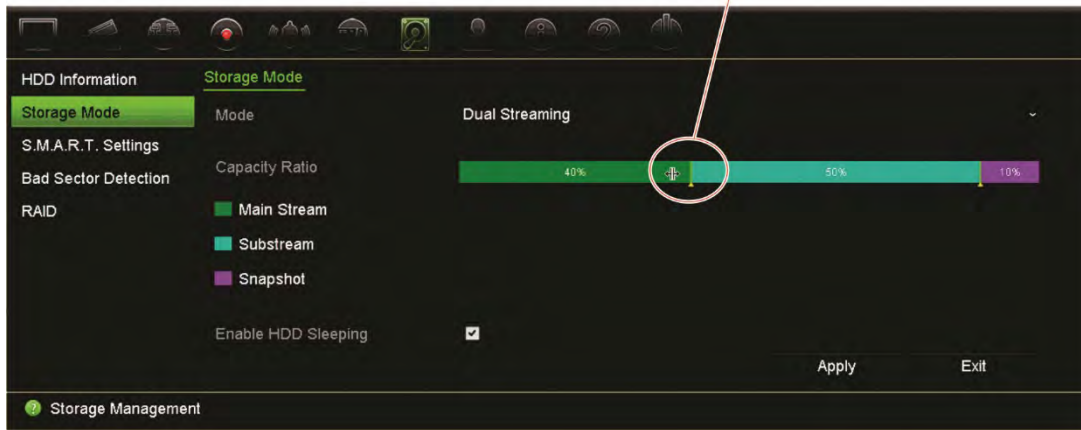 HDD Information
Storage Mode
S.M.A.R.T. Settings
Bad Sector Detection
RAID
Storage Mode
Mode
Dual Streaming
Capacity Ratio
40%
50%
10%
Main Stream
Substream
Snapshot
Enable HDD Sleeping
Apply
Exit
Storage Management